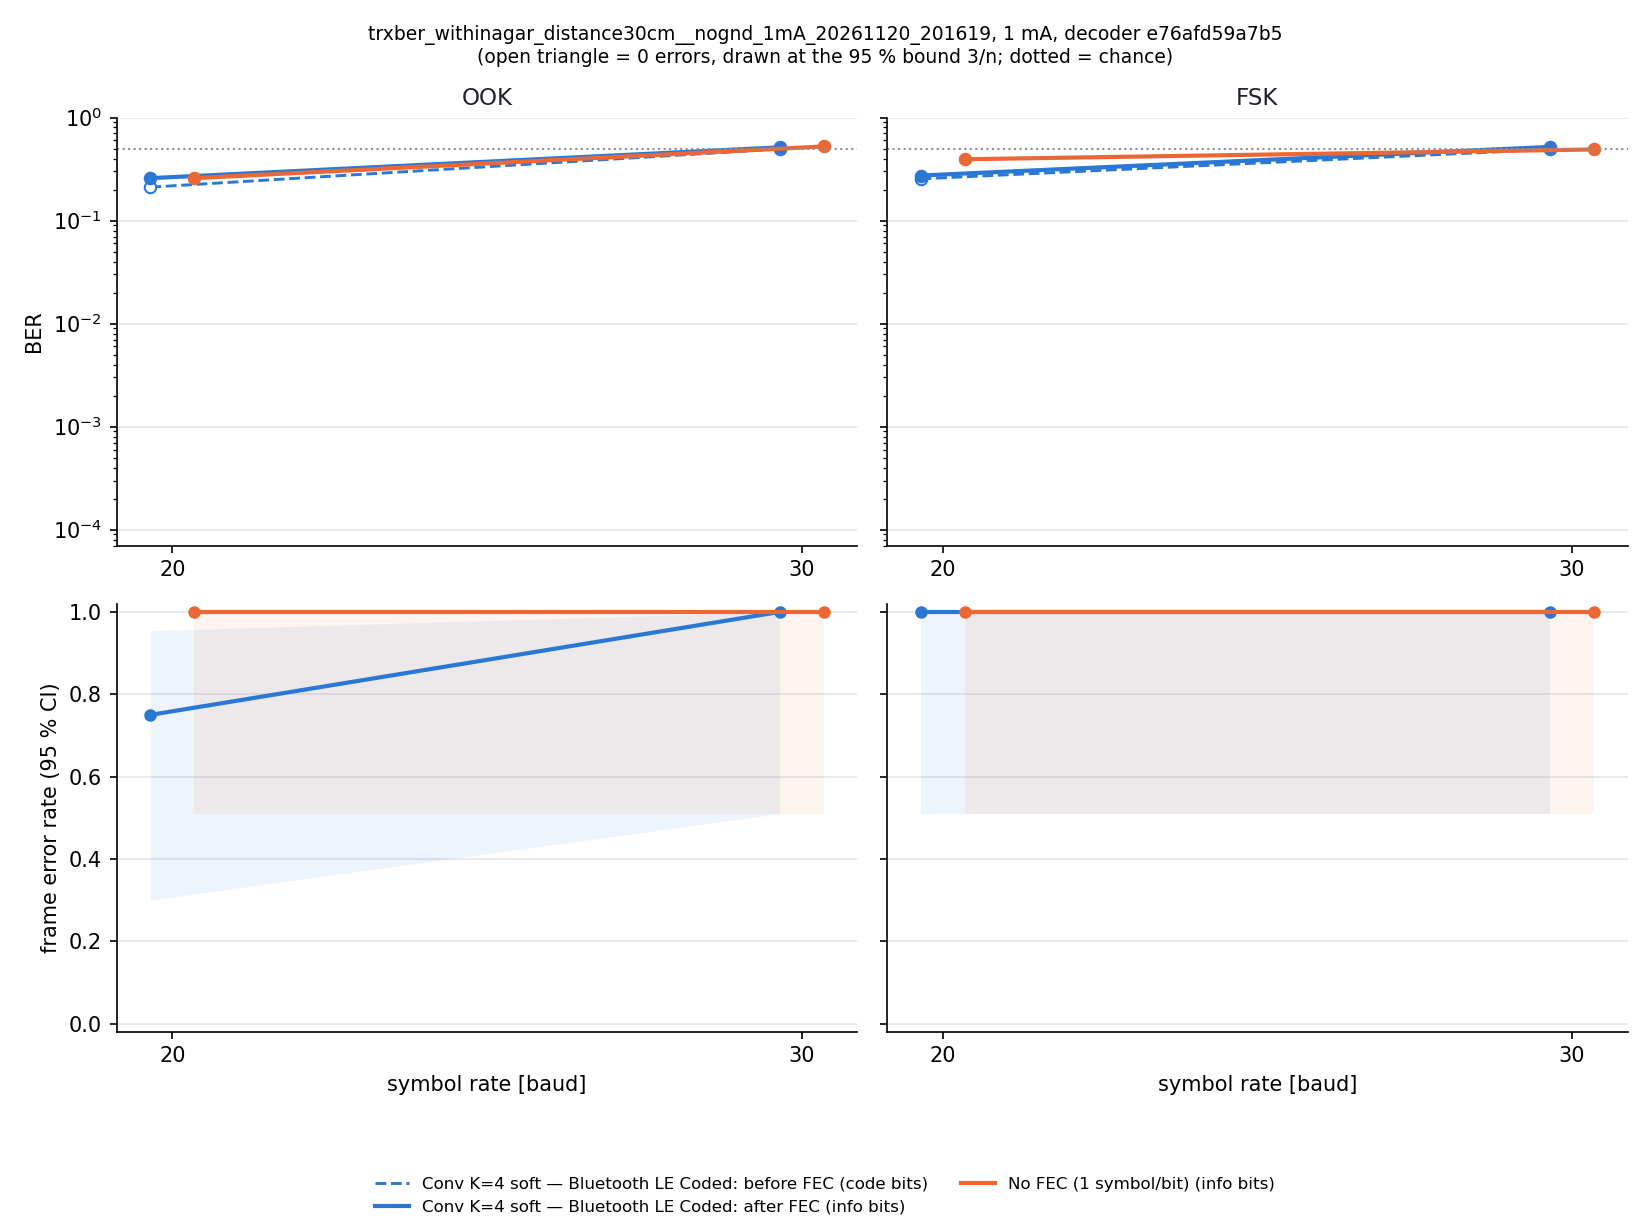 trxber_withinagar_distance30cm__nognd_1mA_20261120_201619, 1 mA, decoder e76afd59a7b5
(open triangle = 0 errors, drawn at the 95 % bound 3/n; dotted = chance)
OOK
FSK
10⁰
10⁻¹
10⁻²
10⁻³
10⁻⁴
BER
20
30
20
30
1.0
0.8
0.6
0.4
0.2
0.0
frame error rate (95 % CI)
20
30
20
30
symbol rate [baud]
symbol rate [baud]
Conv K=4 soft — Bluetooth LE Coded: before FEC (code bits)
Conv K=4 soft — Bluetooth LE Coded: after FEC (info bits)
No FEC (1 symbol/bit) (info bits)